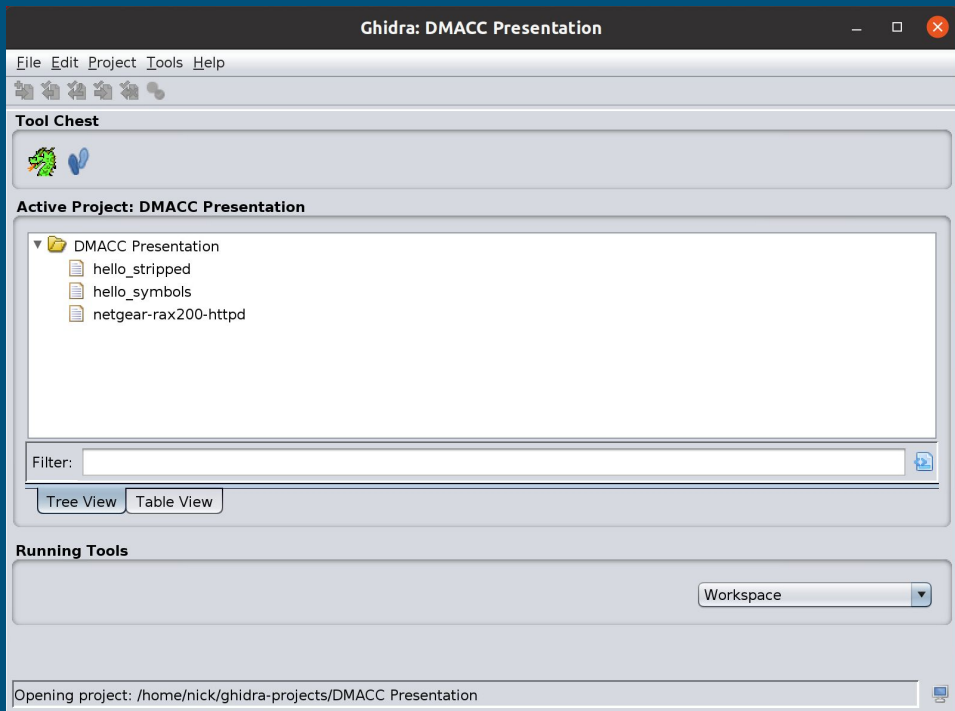 Ghidra: DMACC Presentation
File Edit Project Tools Help
Tool Chest
Active Project: DMACC Presentation
DMACC Presentation
hello_stripped
hello_symbols
netgear-rax200-httpd
Filter:
Tree View Table View
Running Tools
Workspace
Opening project: /home/nick/ghidra-projects/DMACC Presentation